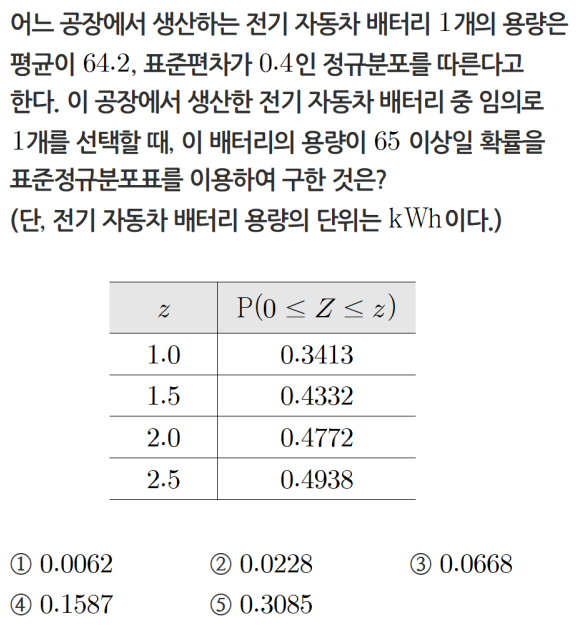 어느 공장에서 생산하는 전기 자동차 배터리 1개의 용량은
평균이 64.2, 표준편차가 0.4인 정규분포를 따른다고
한다. 이 공장에서 생산한 전기 자동차 배터리 중 임의로
1개를 선택할 때, 이 배터리의 용량이 65 이상일 확률을
표준정규분포표를 이용하여 구한 것은?
(단, 전기 자동차 배터리 용량의 단위는 kWh이다.)
z P(0 ≤ Z ≤ z)
1.0 0.3413
1.5 0.4332
2.0 0.4772
2.5 0.4938
① 0.0062 ② 0.0228 ③ 0.0668
④ 0.1587 ⑤ 0.3085